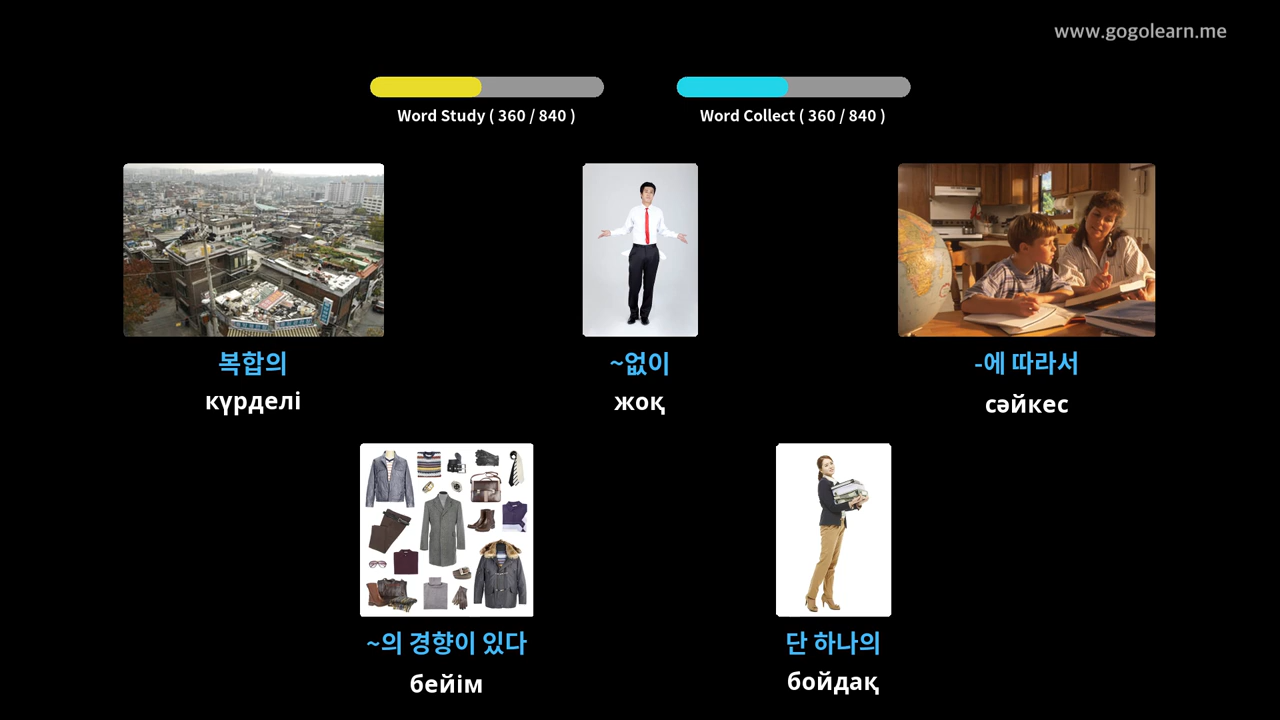 www.gogolearn.me
Word Study ( 360 / 840 )
Word Collect ( 360 / 840 )
복합의
күрделі
~없이
жоқ
-에 따라서
сәйкес
~의 경향이 있다
бейім
단 하나의
бойдақ